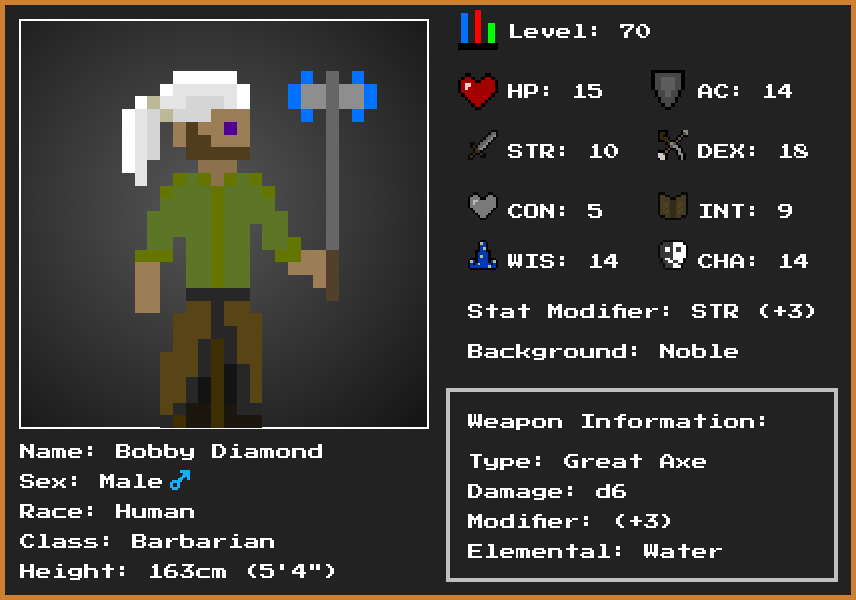 Level: 70
HP: 15
AC: 14
STR: 10
DEX: 18
CON: 5
INT: 9
WIS: 14
CHA: 14
Stat Modifier: STR (+3)
Background: Noble
Weapon Information:
Type: Great Axe
Damage: d6
Modifier: (+3)
Elemental: Water
Name: Bobby Diamond
Sex: Male♂
Race: Human
Class: Barbarian
Height: 163cm (5'4")